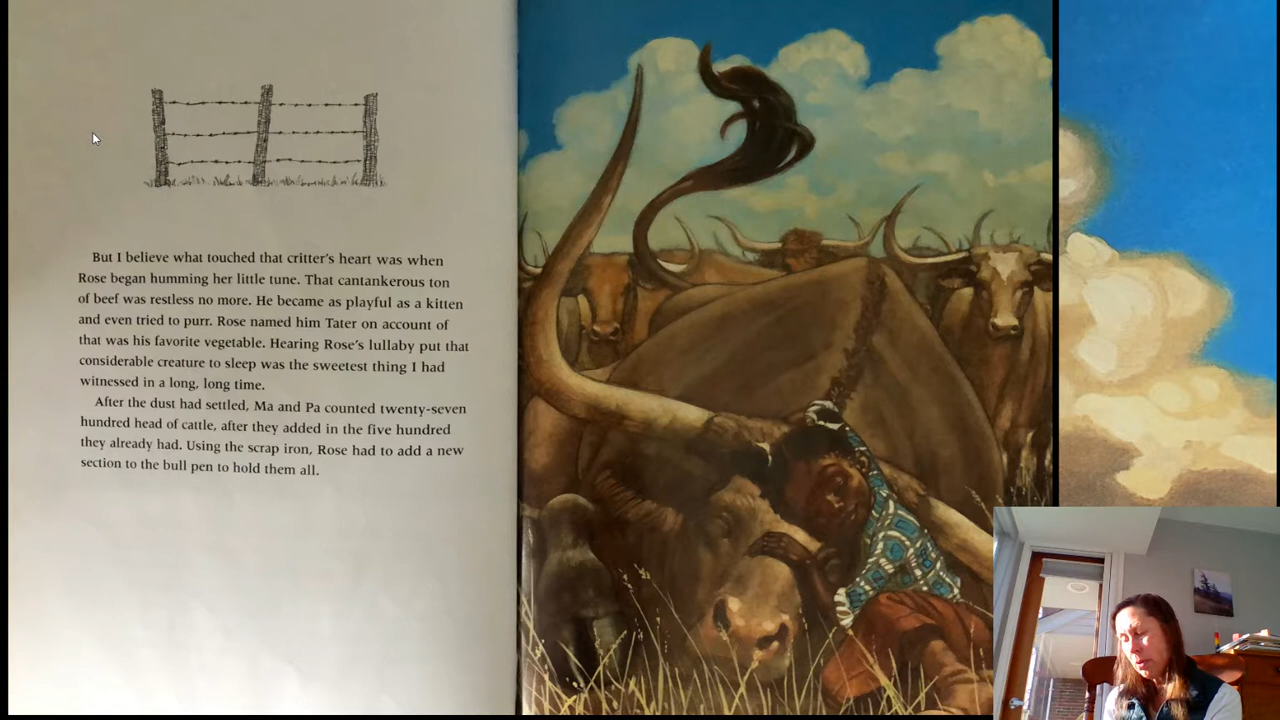 But I believe what touched that critter's heart was when
Rose began humming her little tune. That cantankerous ton
of beef was restless no more. He became as playful as a kitten
and even tried to purr. Rose named him Tater on account of
that was his favorite vegetable. Hearing Rose's lullaby put that
considerable creature to sleep was the sweetest thing I had
witnessed in a long, long time.
After the dust had settled, Ma and Pa counted twenty-seven
hundred head of cattle, after they added in the five hundred
they already had. Using the scrap iron, Rose had to add a new
section to the bull pen to hold them all.